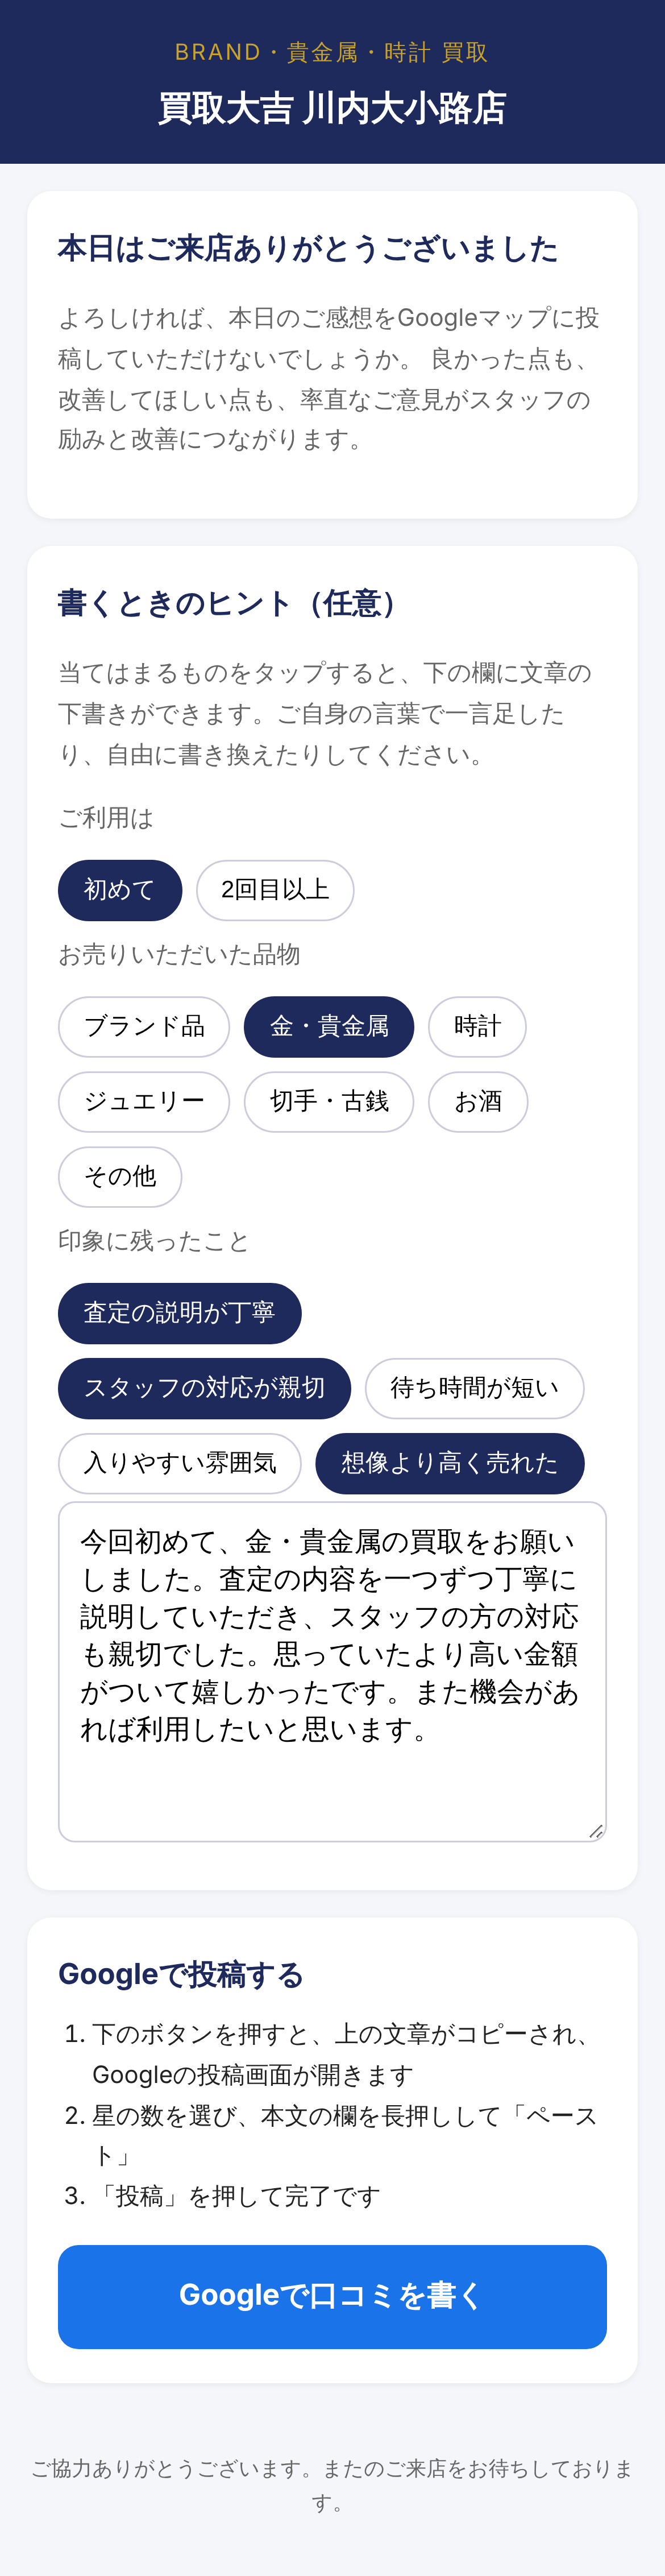 BRAND・貴金属・時計 買取
買取大吉 川内大小路店
本日はご来店ありがとうございました
よろしければ、本日のご感想をGoogleマップに投
稿していただけないでしょうか。 良かった点も、
改善してほしい点も、率直なご意見がスタッフの
励みと改善につながります。
書くときのヒント（任意）
当てはまるものをタップすると、下の欄に文章の
下書きができます。ご自身の言葉で一言足した
り、自由に書き換えたりしてください。
ご利用は
初めて 2回目以上
お売りいただいた品物
ブランド品 金・貴金属 時計
ジュエリー 切手・古銭 お酒
その他
印象に残ったこと
査定の説明が丁寧
スタッフの対応が親切 待ち時間が短い
入りやすい雰囲気 想像より高く売れた
今回初めて、金・貴金属の買取をお願い
しました。査定の内容を一つずつ丁寧に
説明していただき、スタッフの方の対応
も親切でした。思っていたより高い金額
がついて嬉しかったです。また機会があ
れば利用したいと思います。
Googleで投稿する
1. 下のボタンを押すと、上の文章がコピーされ、
Googleの投稿画面が開きます
2. 星の数を選び、本文の欄を長押しして「ペース
ト」
3. 「投稿」を押して完了です
Googleで口コミを書く
ご協力ありがとうございます。またのご来店をお待ちしておりま
す。